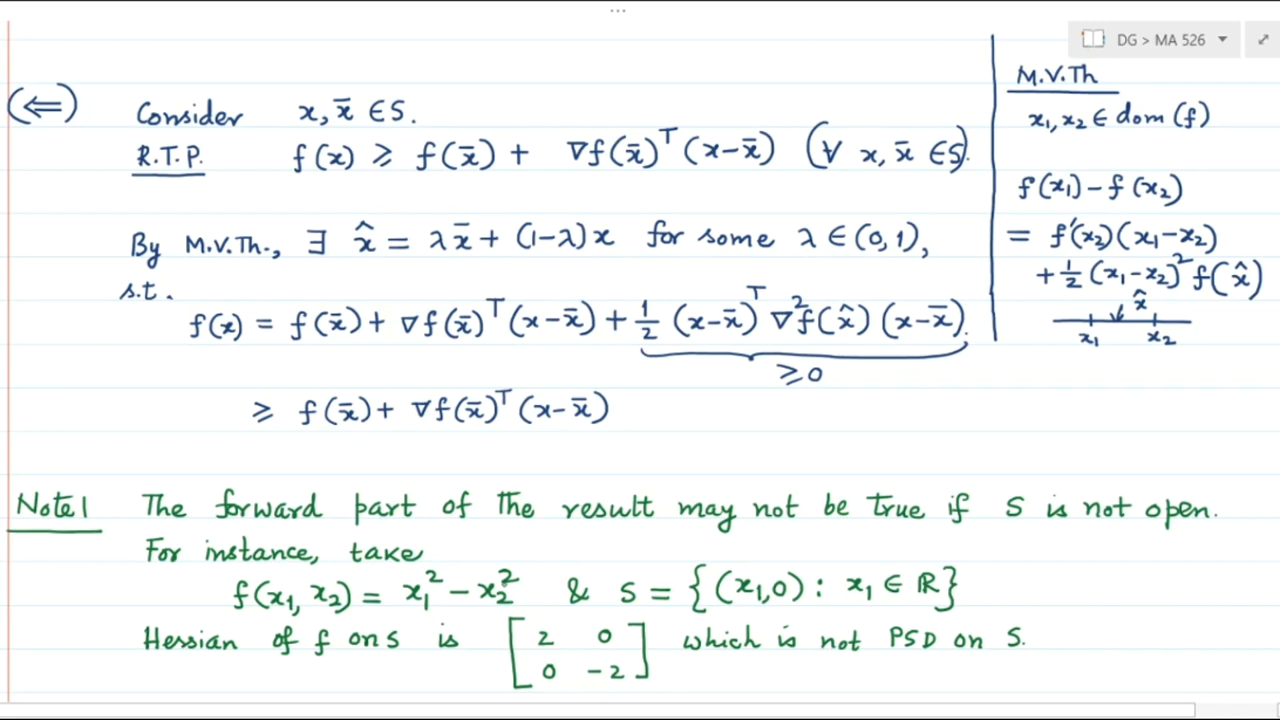 DG > MA 526
(⇐) Consider x, x̄ ∈ S.
R.T.P. f(x) ≥ f(x̄) + ∇f(x̄)ᵀ(x-x̄) (∀ x, x̄ ∈ S).
By M.V.Th., ∃ x̂ = λx̄ + (1-λ)x for some λ ∈ (0,1),
s.t.
f(x) = f(x̄) + ∇f(x̄)ᵀ(x-x̄) + 1/2 (x-x̄)ᵀ ∇²f(x̂) (x-x̄).
≥ 0
≥ f(x̄) + ∇f(x̄)ᵀ(x-x̄)
M.V.Th
x₁, x₂ ∈ dom(f)
f(x₁) - f(x₂)
= f'(x₂)(x₁-x₂)
+ 1/2 (x₁-x₂)² f(x̂)
x̂
x₁ x₂
Note 1 The forward part of the result may not be true if S is not open.
For instance, take
f(x₁, x₂) = x₁² - x₂² & S = {(x₁,0) : x₁ ∈ ℝ}
Hessian of f on S is [2 0
0 -2] which is not PSD on S.